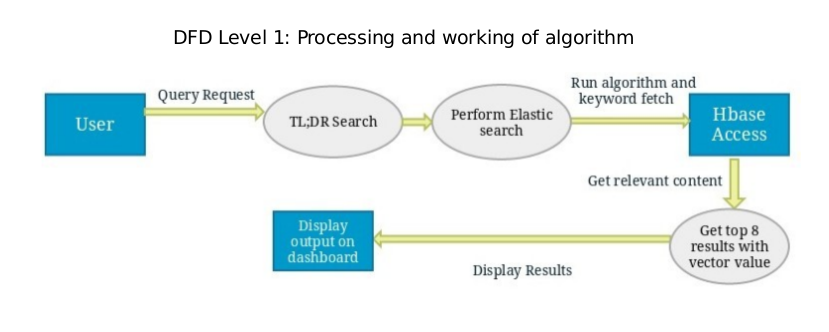 DFD Level 1: Processing and working of algorithm
User
Query Request
TL;DR Search
Perform Elastic
search
Run algorithm and
keyword fetch
Hbase
Access
Get relevant content
Get top 8
results with
vector value
Display Results
Display
output on
dashboard